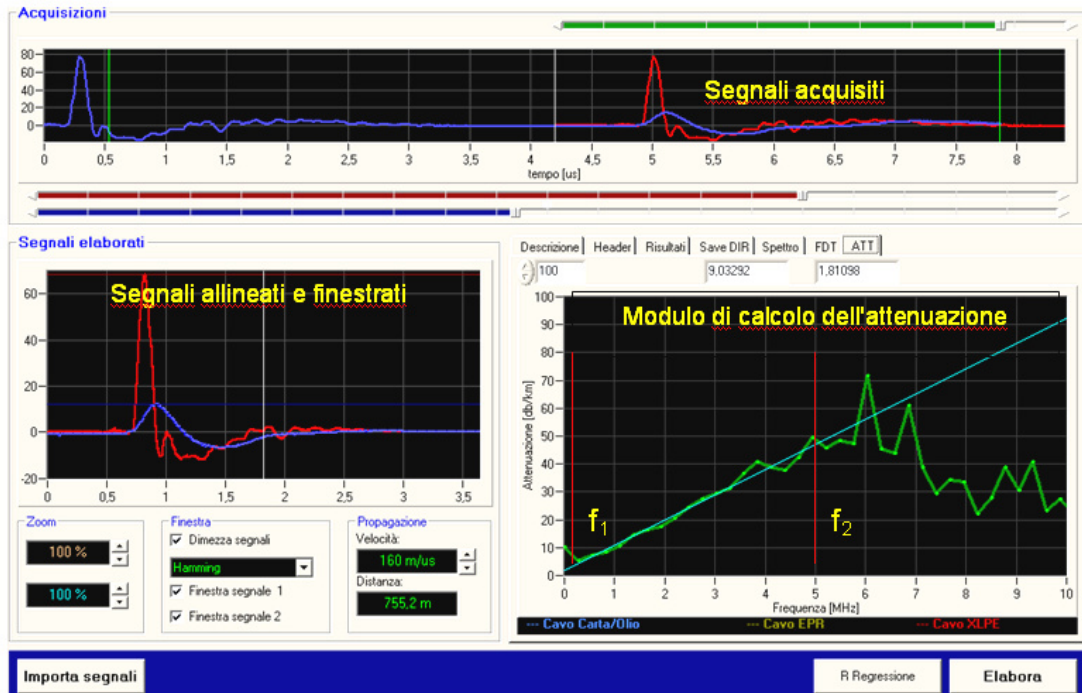 Acquisizioni
80
60
40
20
0
Segnali acquisiti
0 0,5 1 1,5 2 2,5 3 3,5 4 4,5 5 5,5 6 6,5 7 7,5 8
tempo [us]
Segnali elaborati
60
40
20
0
-20
Segnali allineati e finestrati
0 0,5 1 1,5 2 2,5 3 3,5
Zoom
100 %
100 %
Finestra
Dimezza segnali
Hamming
Finestra segnale 1
Finestra segnale 2
Propagazione
Velocità:
160 m/us
Distanza:
755,2 m
Descrizione Header Risultati Save DIR Spettro FDT ATT
100 9,03292 1,81098
Modulo di calcolo dell'attenuazione
Attenuazione [db/km]
100
90
80
70
60
50
40
30
20
10
0
f1 f2
0 1 2 3 4 5 6 7 8 9 10
Frequenza [MHz]
--- Cavo Carta/Olio --- Cavo EPR --- Cavo XLPE
Importa segnali R Regressione Elabora